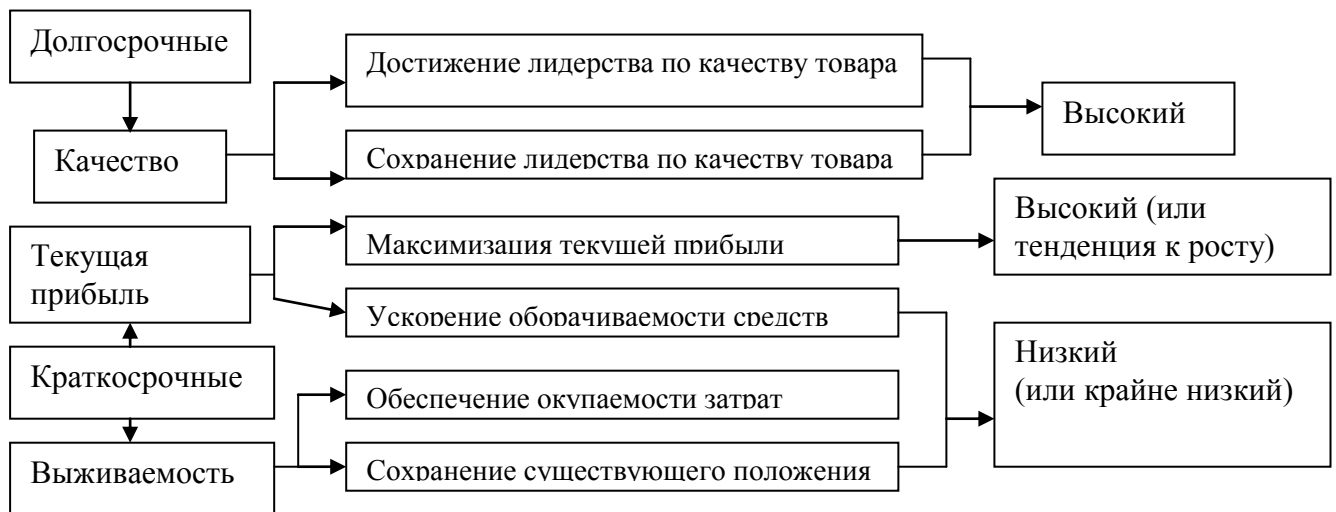 Долгосрочные
Достижение лидерства по качеству товара
Высокий
Качество
Сохранение лидерства по качеству товара
Высокий (или
тенденция к росту)
Текущая
прибыль
Максимизация текущей прибыли
Ускорение оборачиваемости средств
Низкий
(или крайне низкий)
Краткосрочные
Обеспечение окупаемости затрат
Выживаемость
Сохранение существующего положения